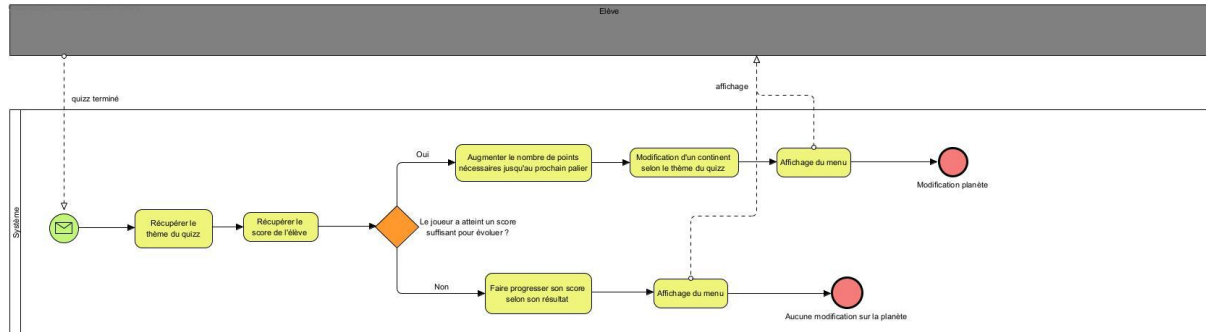 Elève
quizz terminé
affichage
Système
Récupérer le
thème du quizz
Récupérer le
score de l'élève
Le joueur a atteint un score
suffisant pour évoluer ?
Oui
Augmenter le nombre de points
nécessaires jusqu'au prochain palier
Modification d'un continent
selon le thème du quizz
Affichage du menu
Modification planète
Non
Faire progresser son score
selon son résultat
Affichage du menu
Aucune modification sur la planète